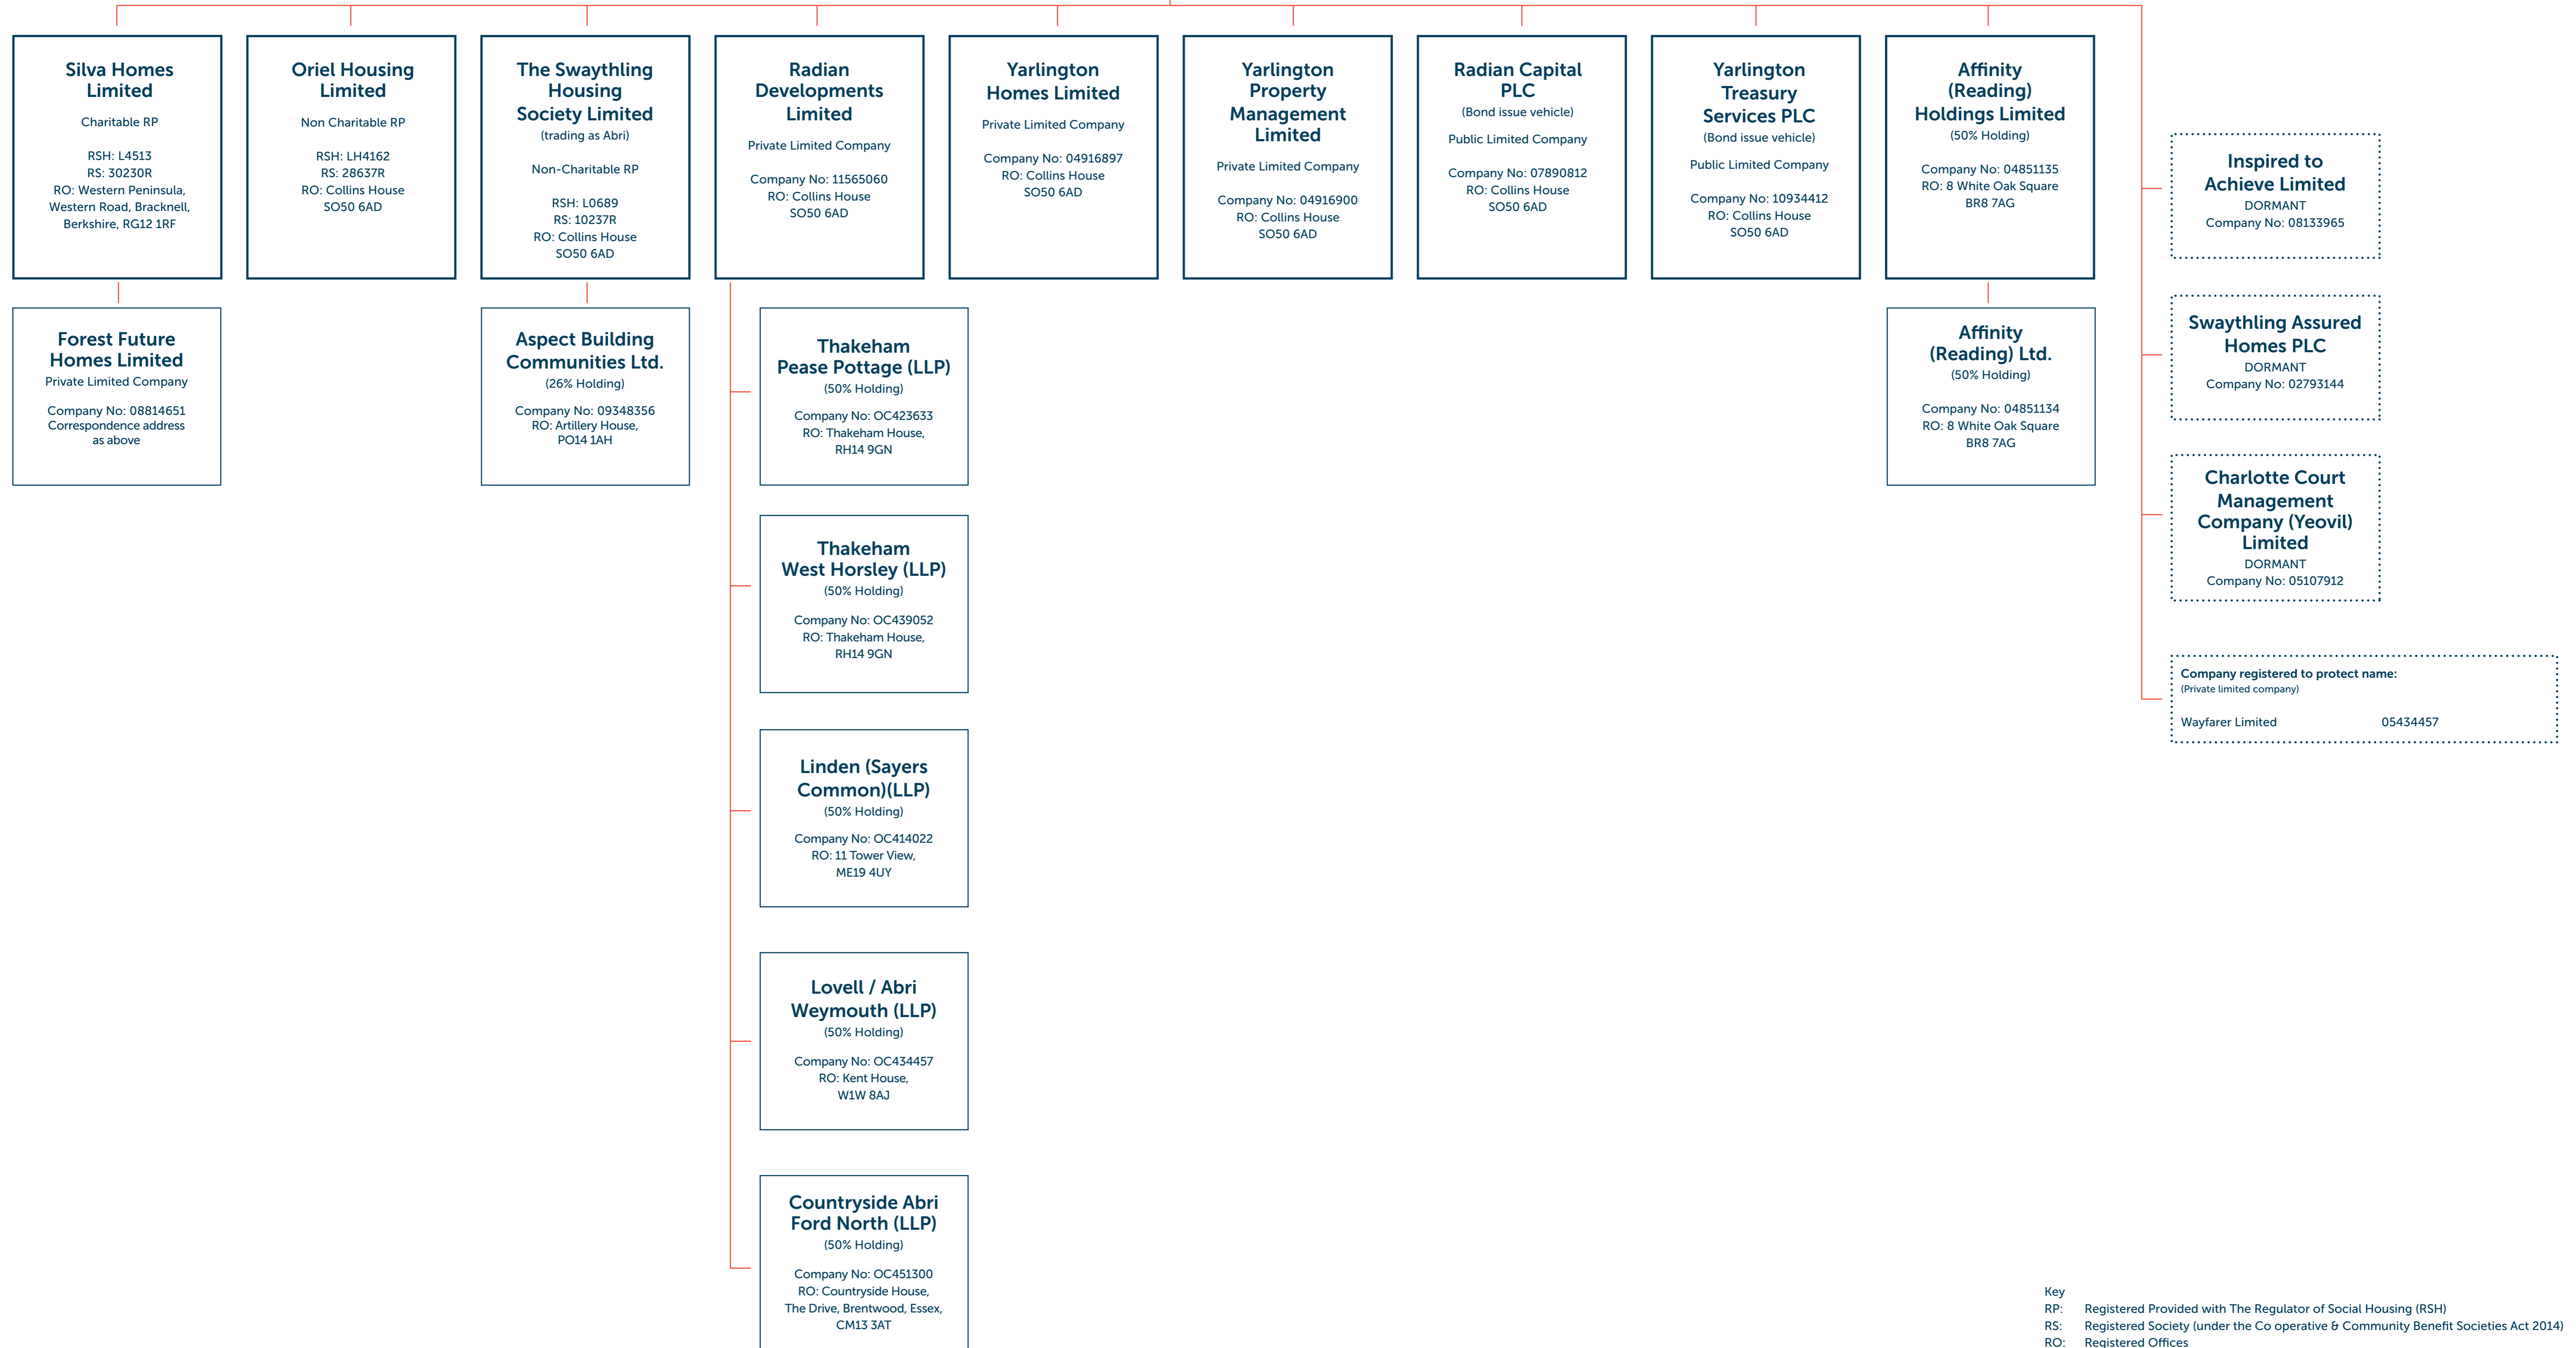 Silva Homes
Limited
Charitable RP
RSH: L4513
RS: 30230R
RO: Western Peninsula,
Western Road, Bracknell,
Berkshire, RG12 1RF
Oriel Housing
Limited
Non Charitable RP
RSH: LH4162
RS: 28637R
RO: Collins House
SO50 6AD
The Swaythling
Housing
Society Limited
(trading as Abri)
Non-Charitable RP
RSH: L0689
RS: 10237R
RO: Collins House
SO50 6AD
Radian
Developments
Limited
Private Limited Company
Company No: 11565060
RO: Collins House
SO50 6AD
Yarlington
Homes Limited
Private Limited Company
Company No: 04916897
RO: Collins House
SO50 6AD
Yarlington
Property
Management
Limited
Private Limited Company
Company No: 04916900
RO: Collins House
SO50 6AD
Radian Capital
PLC
(Bond issue vehicle)
Public Limited Company
Company No: 07890812
RO: Collins House
SO50 6AD
Yarlington
Treasury
Services PLC
(Bond issue vehicle)
Public Limited Company
Company No: 10934412
RO: Collins House
SO50 6AD
Affinity
(Reading)
Holdings Limited
(50% Holding)
Company No: 04851135
RO: 8 White Oak Square
BR8 7AG
Inspired to
Achieve Limited
DORMANT
Company No: 08133965
Forest Future
Homes Limited
Private Limited Company
Company No: 08814651
Correspondence address
as above
Aspect Building
Communities Ltd.
(26% Holding)
Company No: 09348356
RO: Artillery House,
PO14 1AH
Thakeham
Pease Pottage (LLP)
(50% Holding)
Company No: OC423633
RO: Thakeham House,
RH14 9GN
Affinity
(Reading) Ltd.
(50% Holding)
Company No: 04851134
RO: 8 White Oak Square
BR8 7AG
Swaythling Assured
Homes PLC
DORMANT
Company No: 02793144
Charlotte Court
Management
Company (Yeovil)
Limited
DORMANT
Company No: 05107912
Thakeham
West Horsley (LLP)
(50% Holding)
Company No: OC439052
RO: Thakeham House,
RH14 9GN
Company registered to protect name:
(Private limited company)
Wayfarer Limited 05434457
Linden (Sayers
Common)(LLP)
(50% Holding)
Company No: OC414022
RO: 11 Tower View,
ME19 4UY
Lovell / Abri
Weymouth (LLP)
(50% Holding)
Company No: OC434457
RO: Kent House,
W1W 8AJ
Countryside Abri
Ford North (LLP)
(50% Holding)
Company No: OC451300
RO: Countryside House,
The Drive, Brentwood, Essex,
CM13 3AT
Key
RP: Registered Provided with The Regulator of Social Housing (RSH)
RS: Registered Society (under the Co operative & Community Benefit Societies Act 2014)
RO: Registered Offices